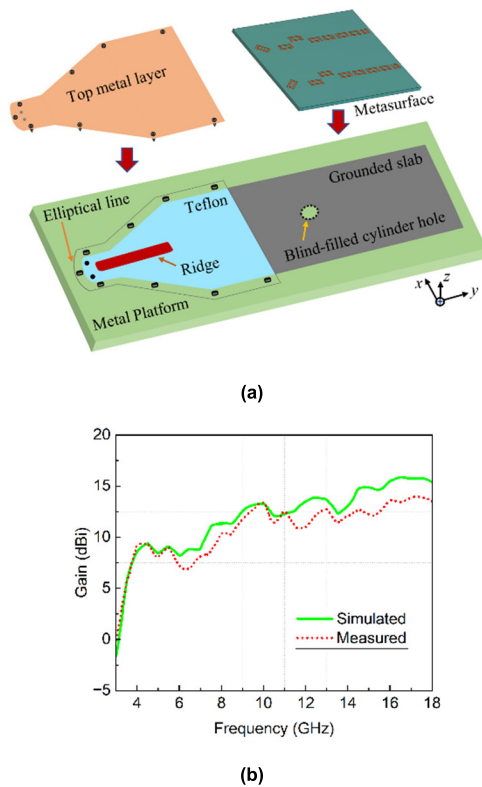 Top metal layer
Metasurface
Elliptical line
Grounded slab
Teflon
Blind-filled cylinder hole
Ridge
Metal Platform
x
z
y
(a)
20
15
10
5
0
−5
Gain (dBi)
Simulated
Measured
4
6
8
10
12
14
16
18
Frequency (GHz)
(b)